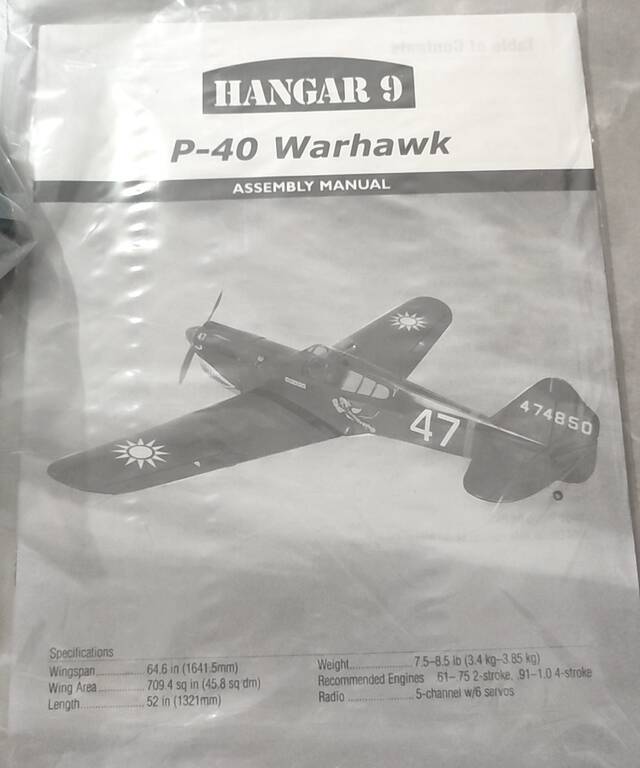 HANGAR 9
P-40 Warhawk
ASSEMBLY MANUAL
47
47
474850
Specifications
Wingspan.............. 64.6 in (1641.5mm)
Wing Area.............. 709.4 sq in (45.8 sq dm)
Length.............. 52 in (1321mm)
Weight.............. 7.5–8.5 lb (3.4 kg–3.85 kg)
Recommended Engines .61–.75 2-stroke, .91–1.0 4-stroke
Radio.............. 5-channel w/6 servos